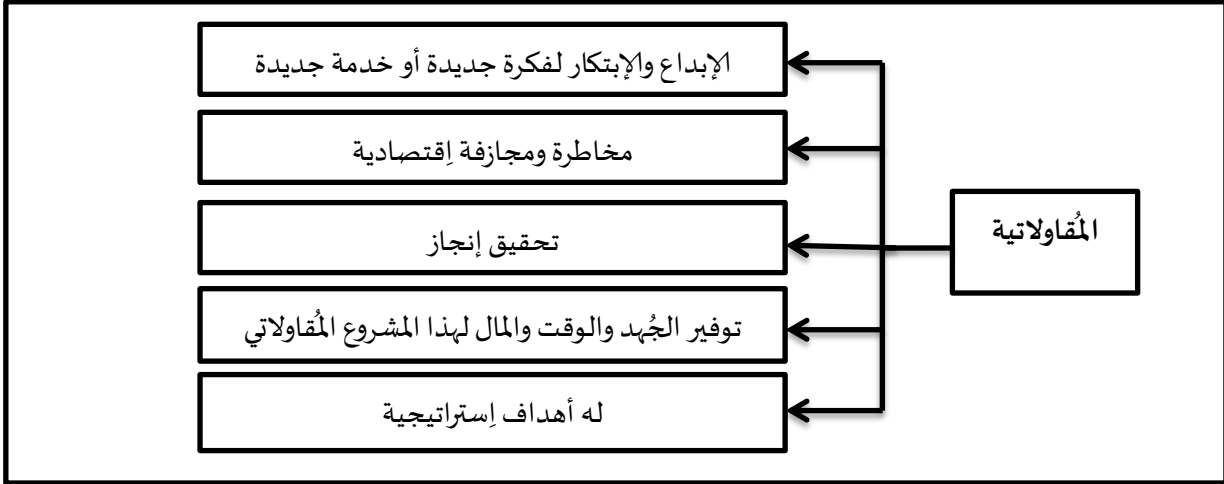 الإبداع والإبتكار لفكرة جديدة أو خدمة جديدة
مخاطرة ومجازفة اِقتصادية
المُقاولاتية
تحقيق إنجاز
توفير الجُهد والوقت والمال لهذا المشروع المُقاولاتي
له أهداف اِستراتيجية